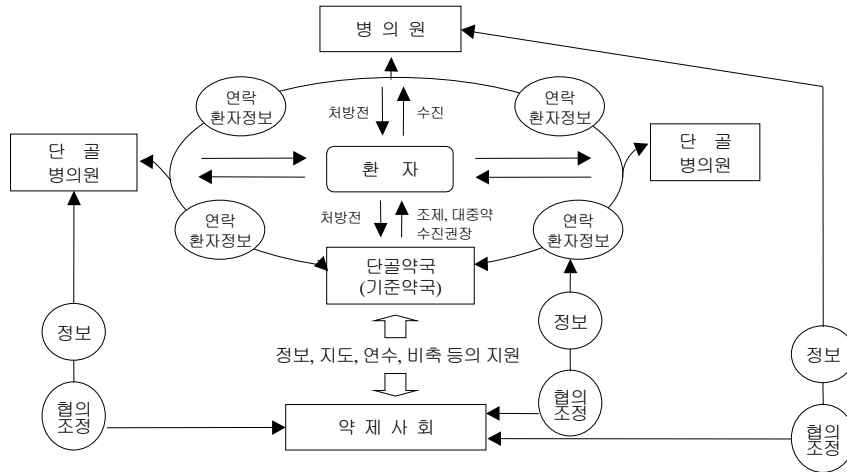 병 의 원
연락
환자정보
연락
환자정보
처방전
수진
단 골
병의원
환 자
단 골
병의원
처방전
조제, 대중약
수진권장
연락
환자정보
연락
환자정보
단골약국
(기준약국)
정보
정보
정보
정보, 지도, 연수, 비축 등의 지원
협의
조정
협의
조정
협의
조정
약 제 사 회